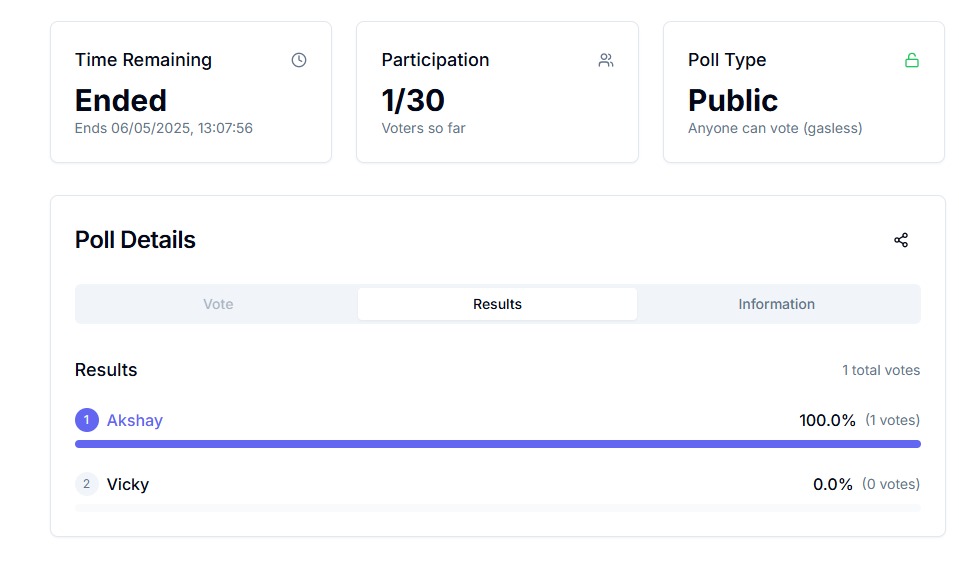 Time Remaining
Ended
Ends 06/05/2025, 13:07:56
Participation
1/30
Voters so far
Poll Type
Public
Anyone can vote (gasless)
Poll Details
Vote
Results
Information
Results
1 total votes
1 Akshay 100.0% (1 votes)
2 Vicky 0.0% (0 votes)